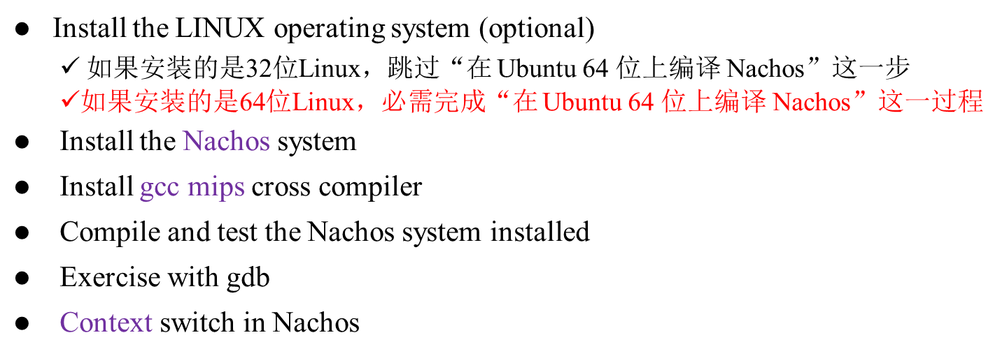 ● Install the LINUX operating system (optional)
✓ 如果安装的是32位Linux，跳过“在 Ubuntu 64 位上编译 Nachos”这一步
✓如果安装的是64位Linux，必需完成“在 Ubuntu 64 位上编译 Nachos”这一过程
● Install the Nachos system
● Install gcc mips cross compiler
● Compile and test the Nachos system installed
● Exercise with gdb
● Context switch in Nachos